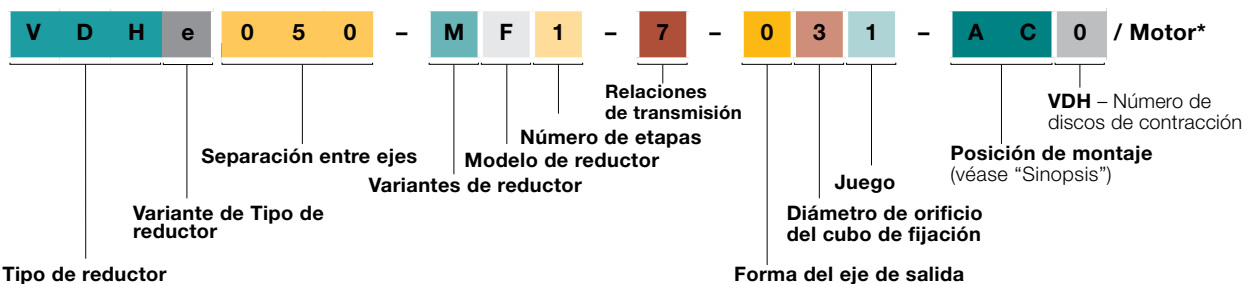 V D H e 0 5 0 – M F 1 – 7 – 0 3 1 – A C 0 / Motor*
Relaciones
de transmisión
VDH – Número de
discos de contracción
Número de etapas
Separación entre ejes
Modelo de reductor
Posición de montaje
(véase “Sinopsis”)
Variantes de reductor
Juego
Variante de Tipo de
reductor
Diámetro de orificio
del cubo de fijación
Tipo de reductor
Forma del eje de salida